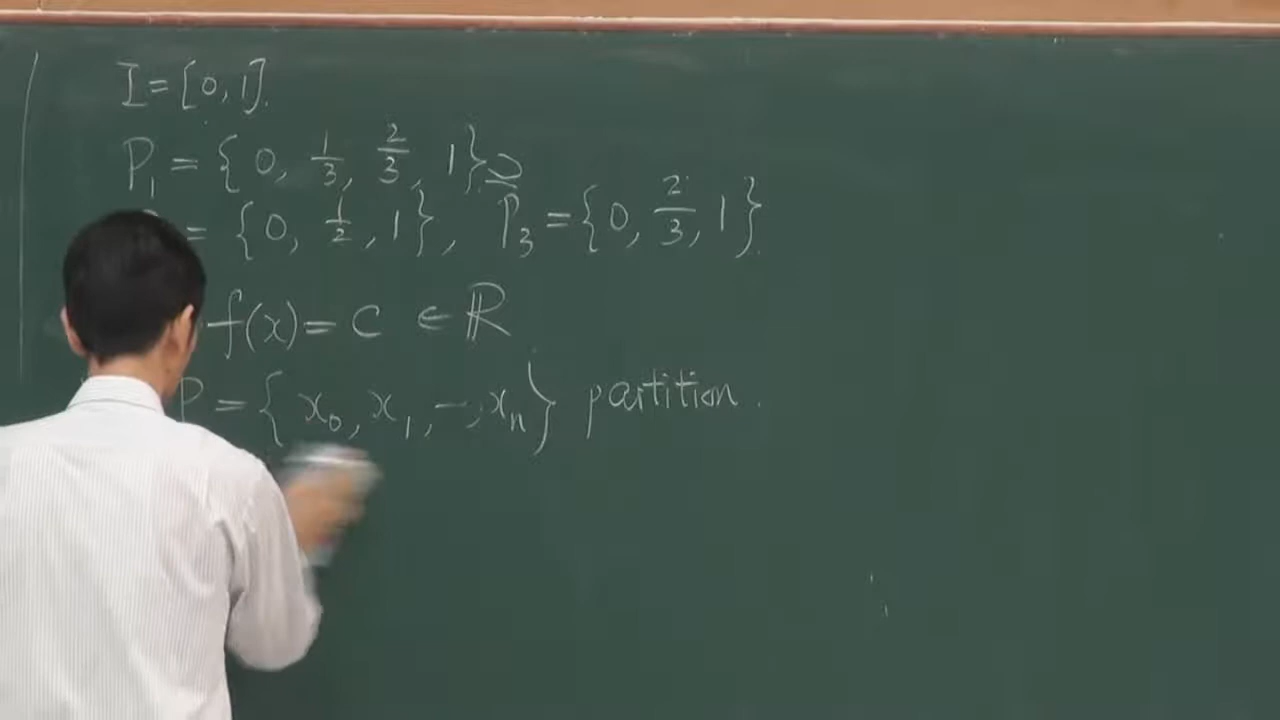 I = [0, 1].
P₁ = {0, 1/3, 2/3, 1} ⊇
= {0, 1/2, 1}, P₃ = {0, 2/3, 1}.
f(x) = C ∈ ℝ
P = {x₀, x₁, –, xₙ} partition.